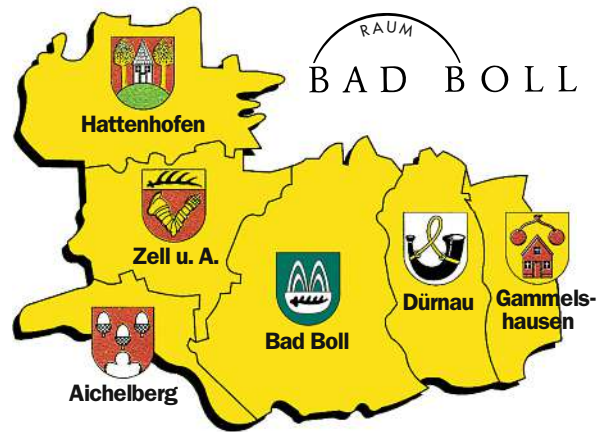 RAUM
BAD BOLL
Hattenhofen
Zell u. A.
Dürnau
Gammels-
hausen
Bad Boll
Aichelberg